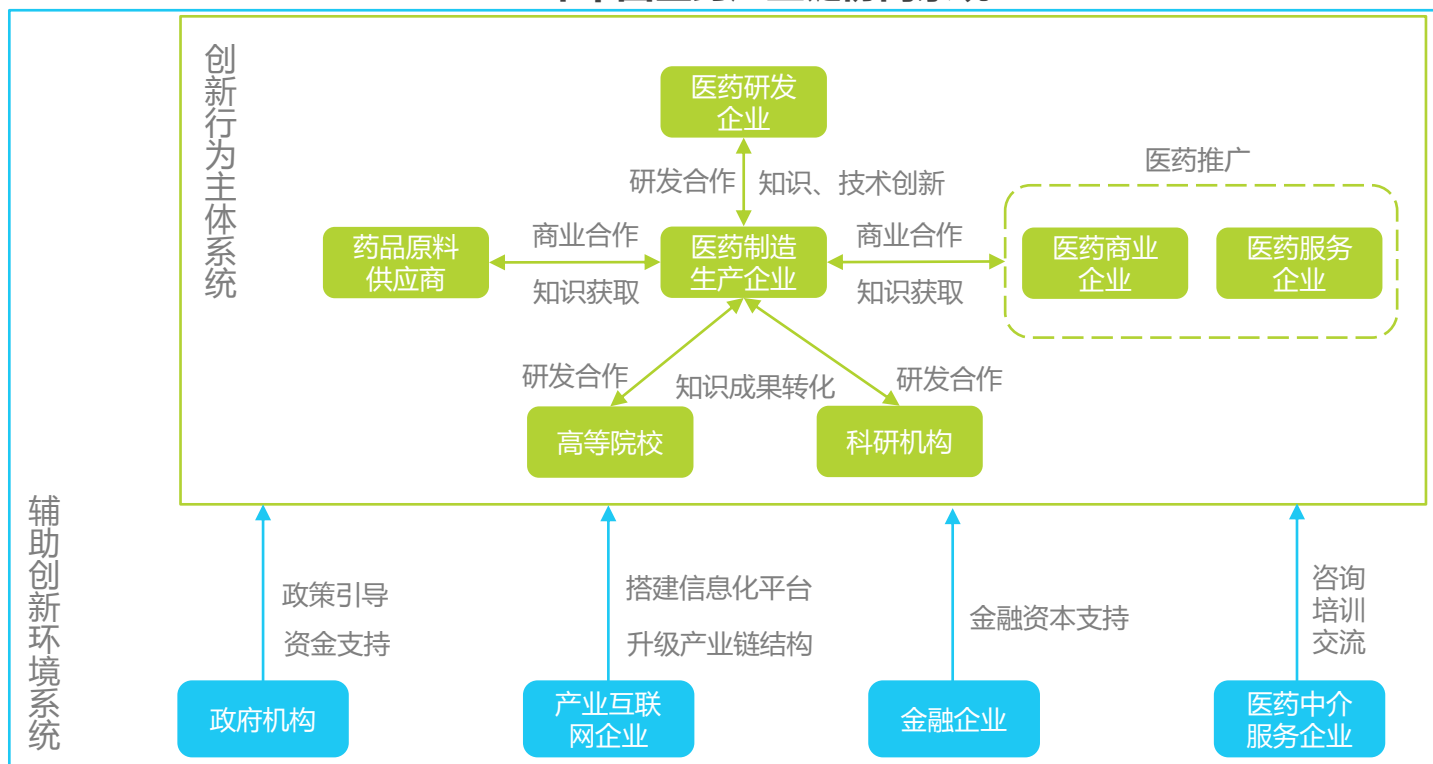 创新行为主体系统
医药研发
企业
研发合作
知识、技术创新
医药推广
药品原料
供应商
商业合作
知识获取
医药制造
生产企业
商业合作
知识获取
医药商业
企业
医药服务
企业
研发合作
知识成果转化
研发合作
高等院校
科研机构
辅助创新环境系统
政策引导
资金支持
搭建信息化平台
升级产业链结构
金融资本支持
咨询
培训
交流
政府机构
产业互联
网企业
金融企业
医药中介
服务企业